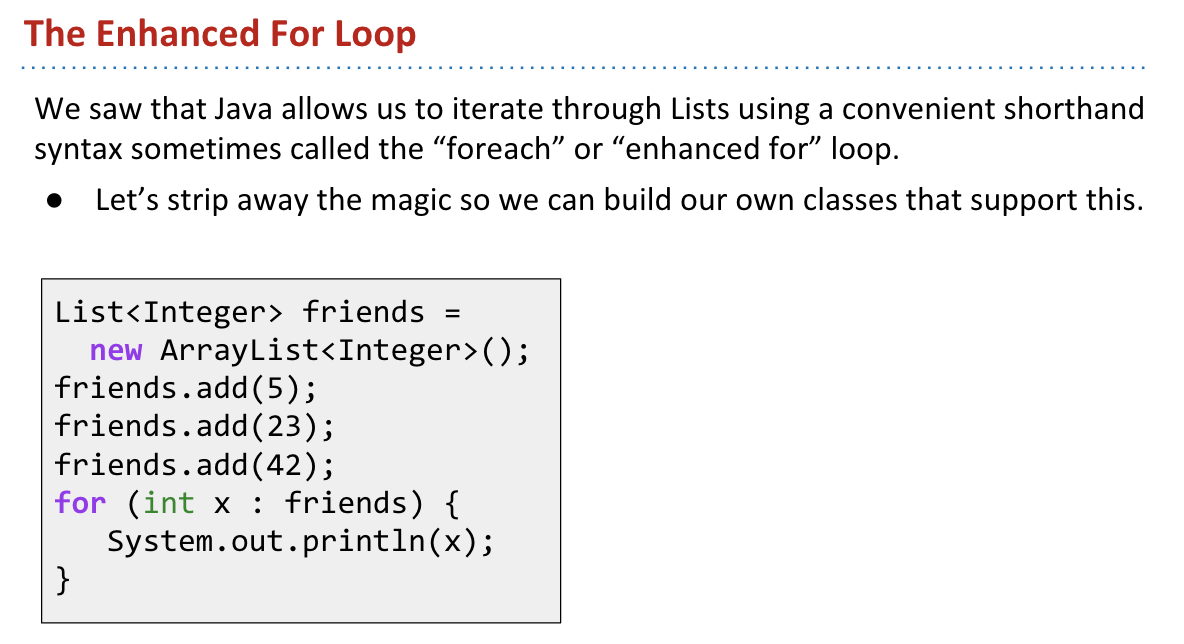 The Enhanced For Loop
We saw that Java allows us to iterate through Lists using a convenient shorthand
syntax sometimes called the “foreach” or “enhanced for” loop.
● Let’s strip away the magic so we can build our own classes that support this.
List<Integer> friends =
  new ArrayList<Integer>();
friends.add(5);
friends.add(23);
friends.add(42);
for (int x : friends) {
   System.out.println(x);
}